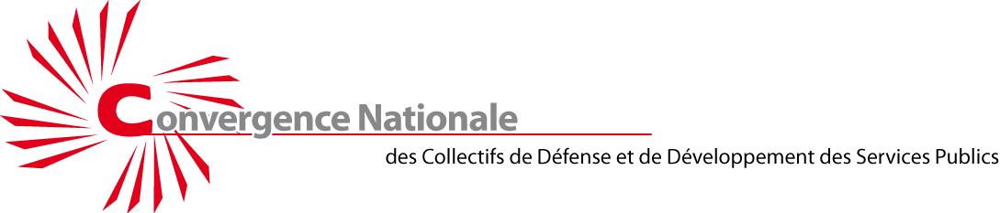 Convergence Nationale
des Collectifs de Défense et de Développement des Services Publics